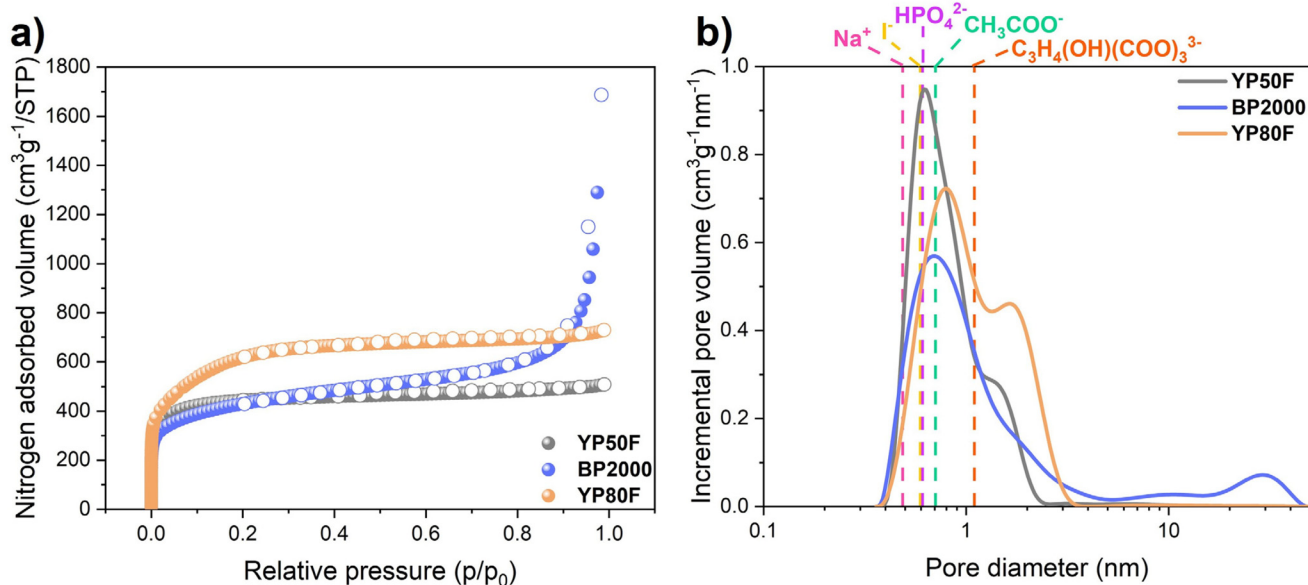 a)
1800
1600
1400
1200
1000
800
600
400
200
0
0.0 0.2 0.4 0.6 0.8 1.0
Nitrogen adsorbed volume (cm³g⁻¹/STP)
Relative pressure (p/p₀)
YP50F
BP2000
YP80F
b)
Na⁺
I⁻
HPO₄²⁻
CH₃COO⁻
C₃H₄(OH)(COO)₃³⁻
1.0
0.8
0.6
0.4
0.2
0.0
0.1 1 10
Incremental pore volume (cm³g⁻¹nm⁻¹)
Pore diameter (nm)
YP50F
BP2000
YP80F